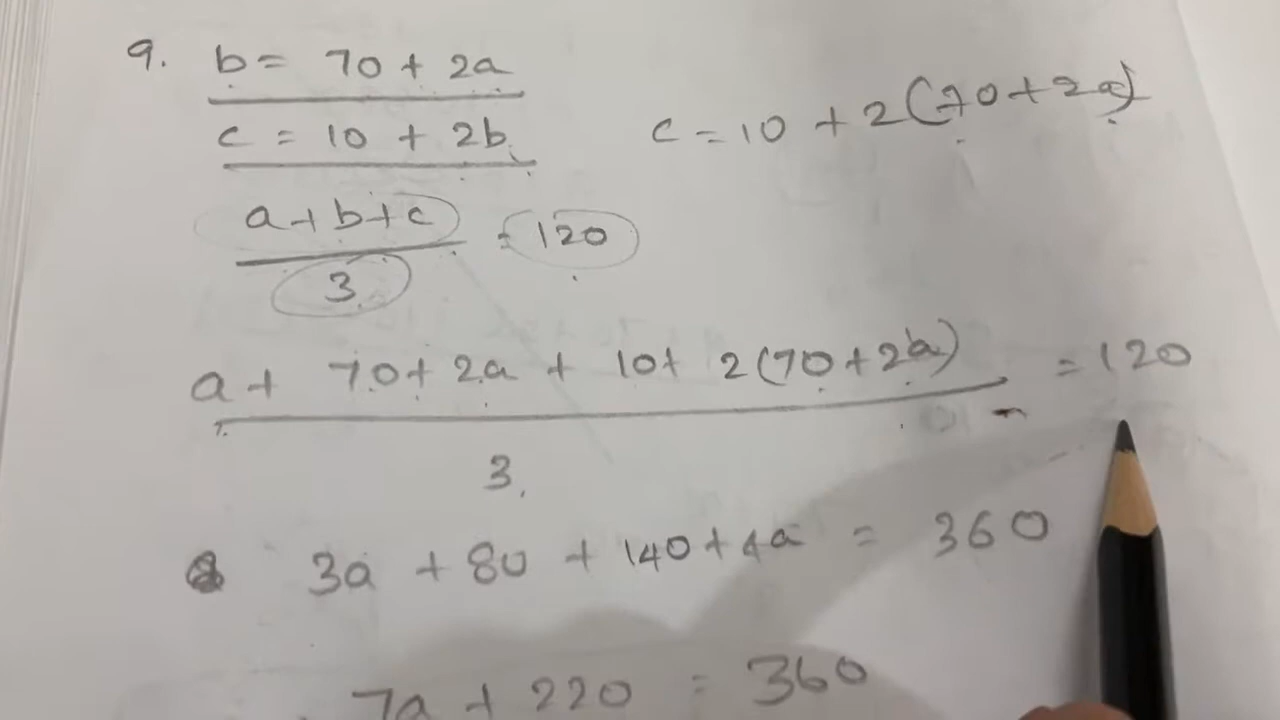 9. b = 70 + 2a
c = 10 + 2b
c = 10 + 2(70+2a)
a+b+c
3
= 120
a + 70+ 2a + 10+ 2(70+2a) = 120
3
3a + 80 + 140+4a = 360
7a + 220 = 360